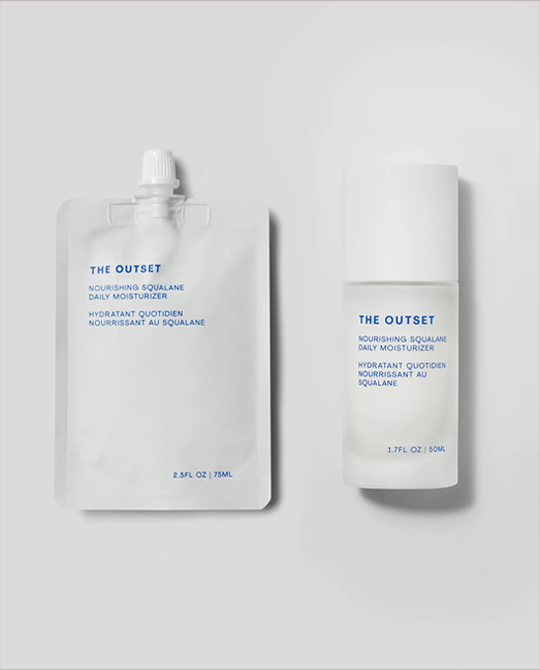 THE OUTSET
NOURISHING SQUALANE
DAILY MOISTURIZER
HYDRATANT QUOTIDIEN
NOURRISSANT AU SQUALANE
2.5FL OZ | 75ML
THE OUTSET
NOURISHING SQUALANE
DAILY MOISTURIZER
HYDRATANT QUOTIDIEN
NOURRISSANT AU
SQUALANE
1.7FL OZ | 50ML